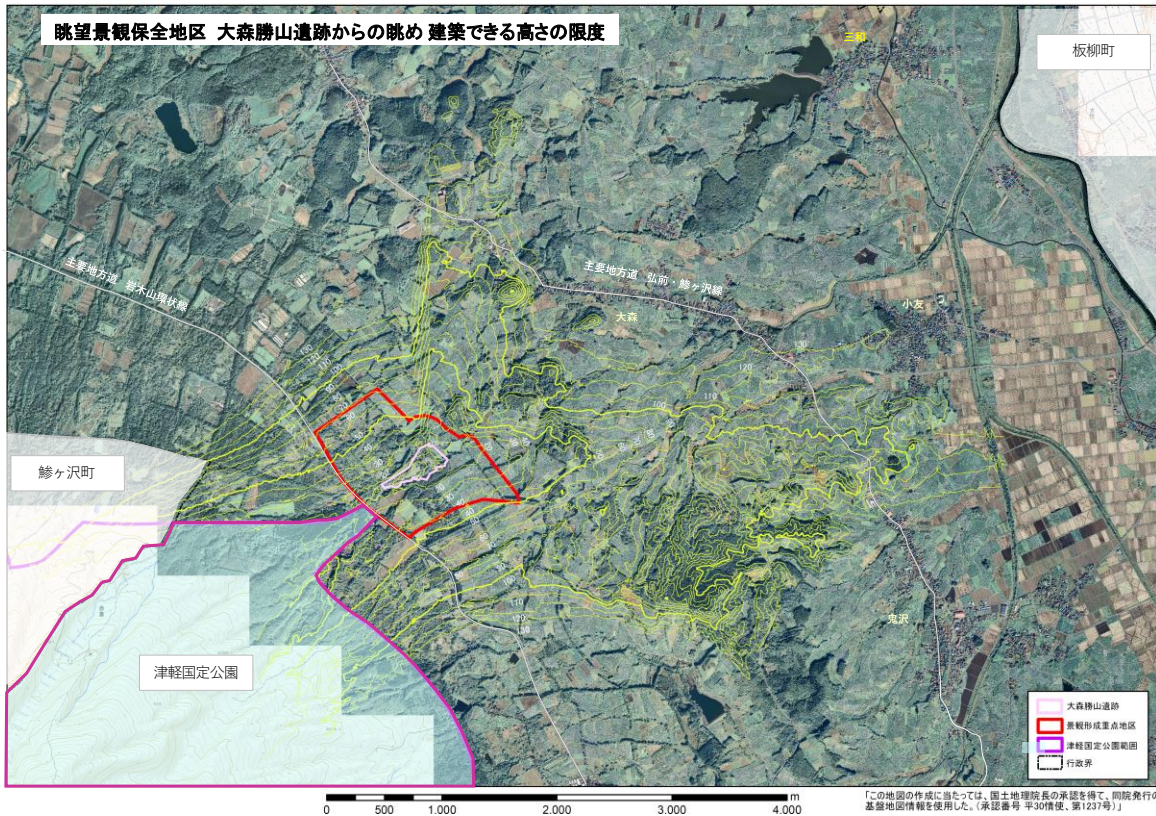 眺望景観保全地区 大森勝山遺跡からの眺め 建築できる高さの限度
三和
板柳町
主要地方道 岩木山環状線
主要地方道 弘前・鰺ヶ沢線
小友
大森
130
120
110
100
鰺ヶ沢町
津軽国定公園
110
120
130
鬼沢
大森勝山遺跡
景観形成重点地区
津軽国定公園範囲
行政界
m
0 500 1.000 2.000 3.000 4.000
「この地図の作成に当たっては、国土地理院長の承認を得て、同院発行の
基盤地図情報を使用した。(承認番号 平30情使、第1237号)」